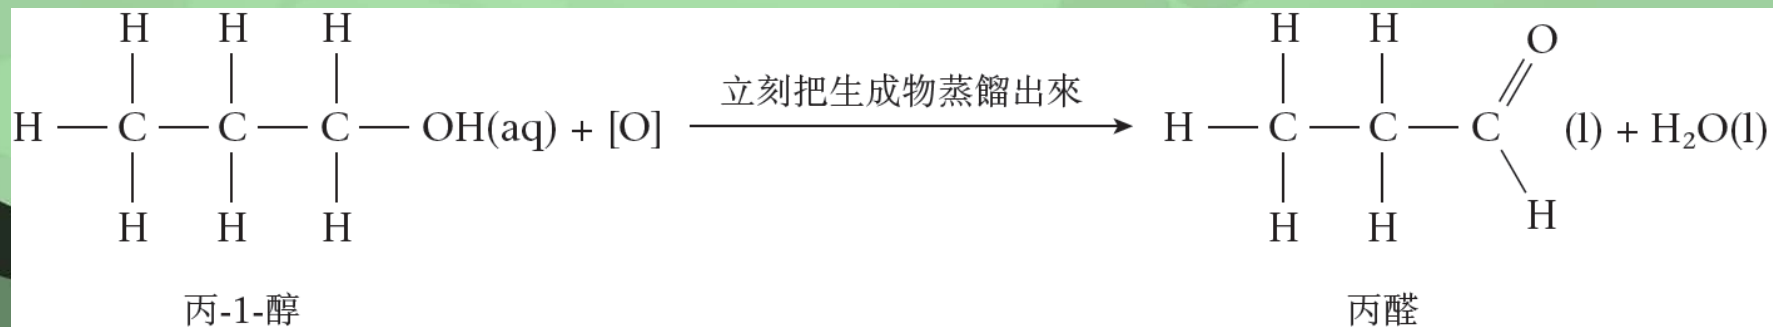 H H H H H O
立刻把生成物蒸餾出來
H — C — C — C — OH(aq) + [O] H — C — C — C (l) + H₂O(l)
H H H H H H
丙-1-醇 丙醛